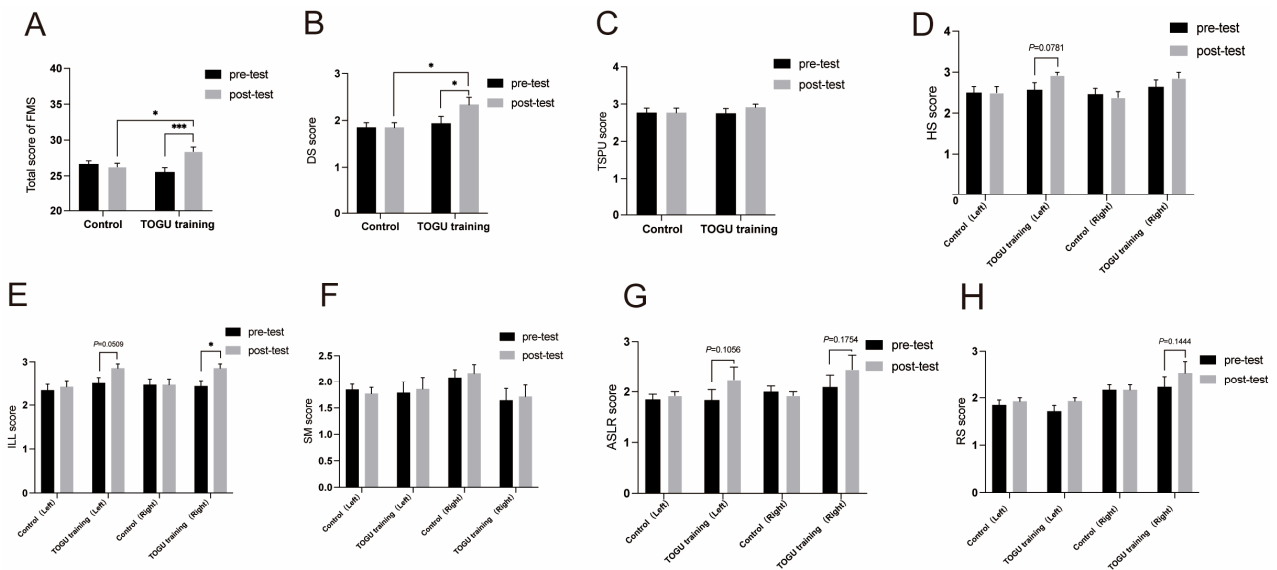 A
Total score of FMS
40
35
30
25
20
*
***
pre-test
post-test
Control
TOGU training
B
DS score
3
2
1
0
*
*
pre-test
post-test
Control
TOGU training
C
TSPU score
4
3
2
1
0
pre-test
post-test
Control
TOGU training
D
HS score
4
3
2
1
0
P=0.0781
pre-test
post-test
Control (Left)
TOGU training (Left)
Control (Right)
TOGU training (Right)
E
ILL score
3
2
1
0
P=0.0509
*
pre-test
post-test
Control (Left)
TOGU training (Left)
Control (Right)
TOGU training (Right)
F
SM score
2.5
2.0
1.5
1.0
0.5
0.0
pre-test
post-test
Control (Left)
TOGU training (Left)
Control (Right)
TOGU training (Right)
G
ASLR score
3
2
1
0
P=0.1056
P=0.1754
pre-test
post-test
Control (Left)
TOGU training (Left)
Control (Right)
TOGU training (Right)
H
RS score
3
2
1
0
P=0.1444
pre-test
post-test
Control (Left)
TOGU training (Left)
Control (Right)
TOGU training (Right)